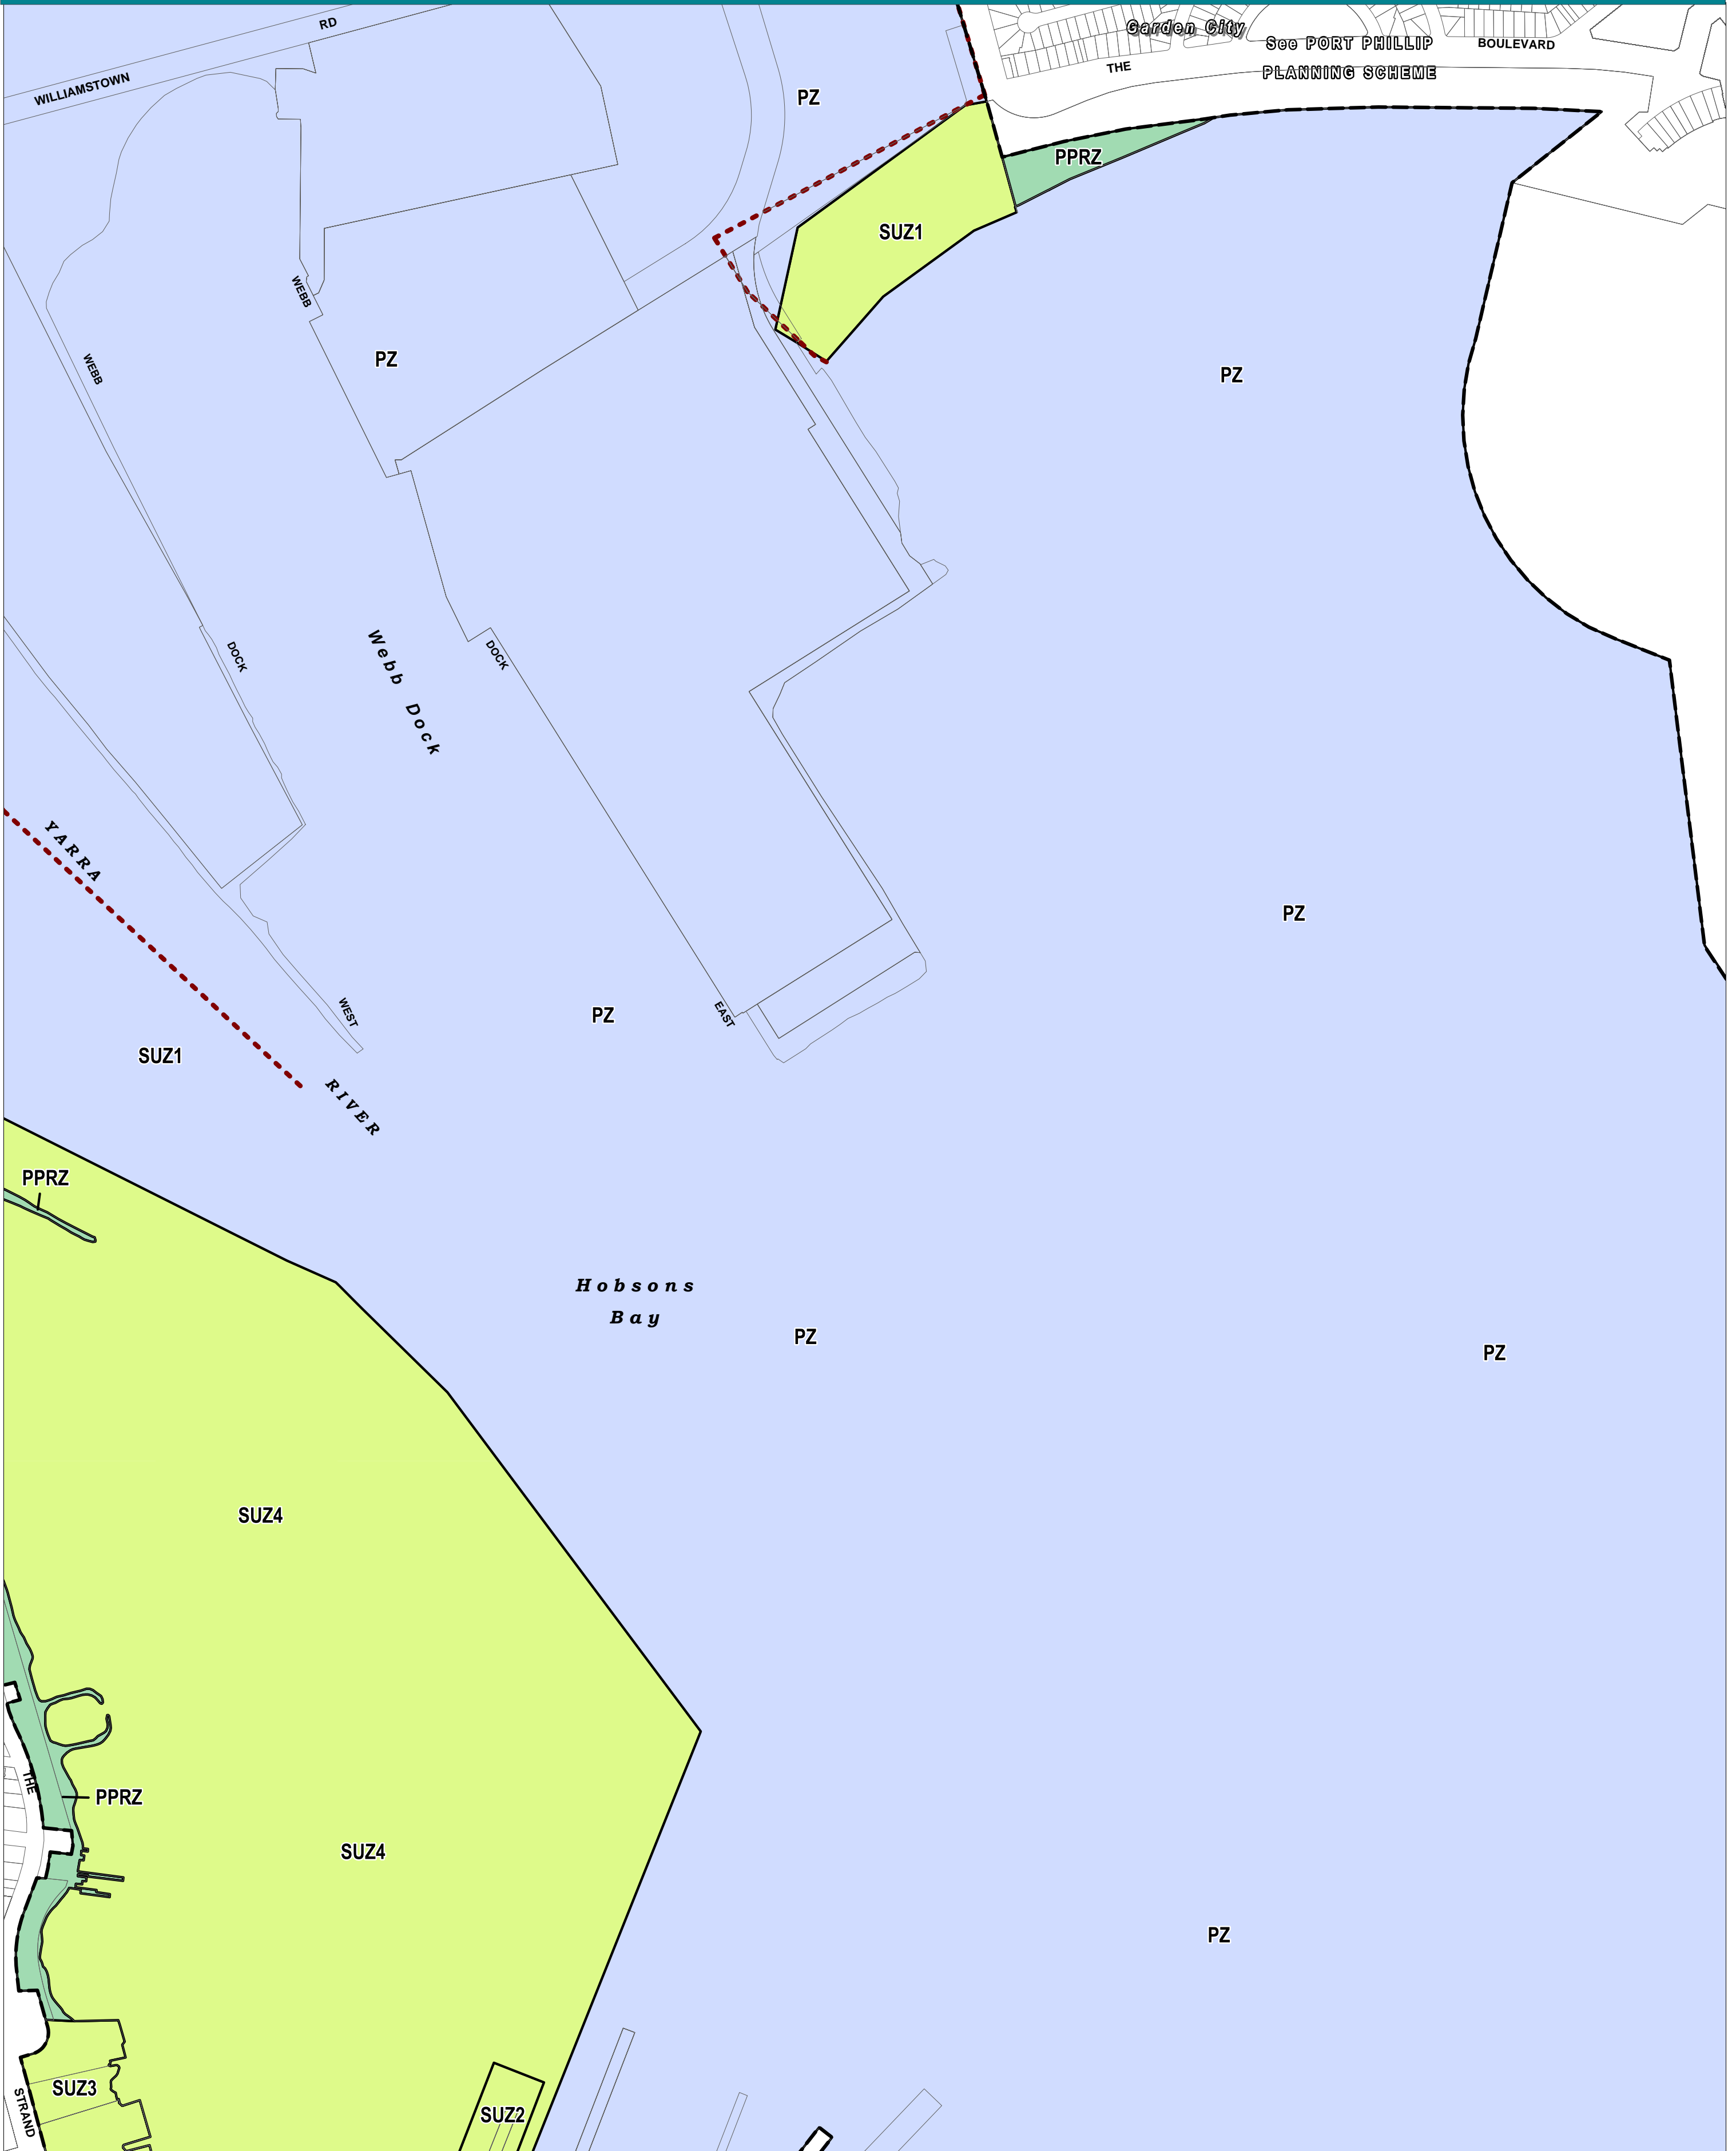 RD
Garden City
See PORT PHILLIP
BOULEVARD
THE
PLANNING SCHEME
WILLIAMSTOWN
PZ
PPRZ
SUZ1
WEBB
WEBB
PZ
PZ
DOCK
DOCK
Webb Dock
YARRA
PZ
WEST
EAST
PZ
SUZ1
RIVER
PPRZ
Hobsons
Bay
PZ
PZ
SUZ4
THE
PPRZ
SUZ4
PZ
SUZ3
STRAND
SUZ2